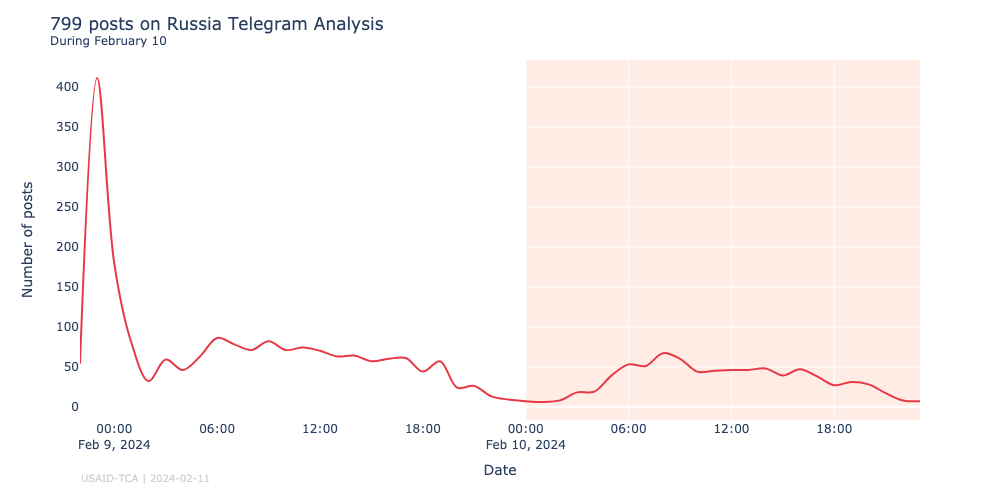 799 posts on Russia Telegram Analysis
During February 10
400
350
300
250
200
150
100
50
0
Number of posts
00:00 06:00 12:00 18:00 00:00 06:00 12:00 18:00
Feb 9, 2024 Feb 10, 2024
Date
USAID-TCA | 2024-02-11